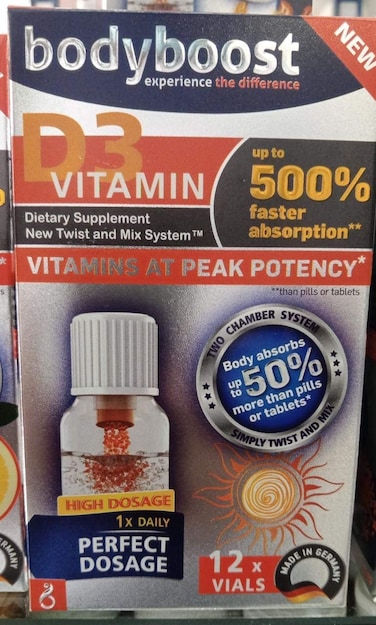 bodyboost
experience the difference
NEW
D3
VITAMIN
Dietary Supplement
New Twist and Mix System™
up to
500%
faster
absorption**
VITAMINS AT PEAK POTENCY*
**than pills or tablets
TWO CHAMBER SYSTEM
Body absorbs
up to 50%
more than pills
or tablets*
SIMPLY TWIST AND MIX
HIGH DOSAGE
1x DAILY
PERFECT
DOSAGE
12 x
VIALS
MADE IN GERMANY